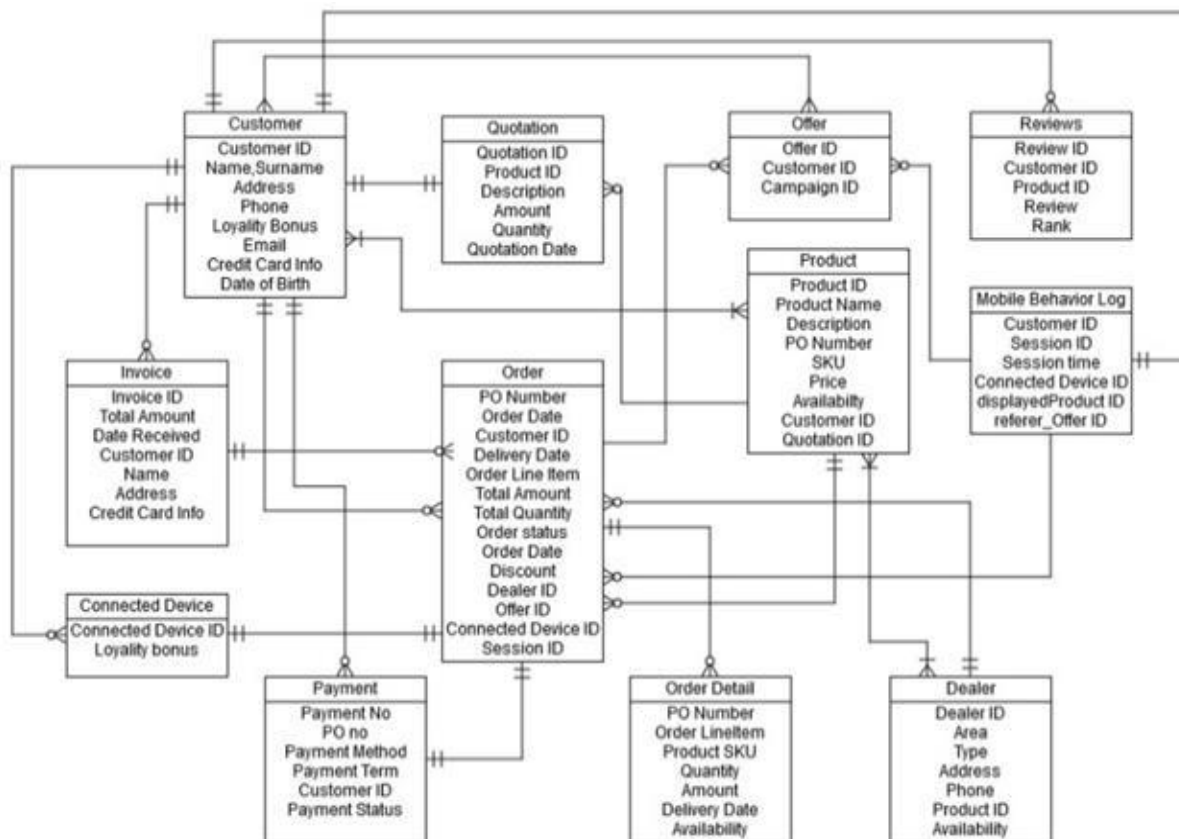 Customer
Customer ID
Name,Surname
Address
Phone
Loyality Bonus
Email
Credit Card Info
Date of Birth
Quotation
Quotation ID
Product ID
Description
Amount
Quantity
Quotation Date
Offer
Offer ID
Customer ID
Campaign ID
Reviews
Review ID
Customer ID
Product ID
Review
Rank
Product
Product ID
Product Name
Description
PO Number
SKU
Price
Availabilty
Customer ID
Quotation ID
Mobile Behavior Log
Customer ID
Session ID
Session time
Connected Device ID
displayedProduct ID
referer_Offer ID
Invoice
Invoice ID
Total Amount
Date Received
Customer ID
Name
Address
Credit Card Info
Order
PO Number
Order Date
Customer ID
Delivery Date
Order Line Item
Total Amount
Total Quantity
Order status
Order Date
Discount
Dealer ID
Offer ID
Connected Device ID
Session ID
Connected Device
Connected Device ID
Loyality bonus
Payment
Payment No
PO no
Payment Method
Payment Term
Customer ID
Payment Status
Order Detail
PO Number
Order LineItem
Product SKU
Quantity
Amount
Delivery Date
Availability
Dealer
Dealer ID
Area
Type
Address
Phone
Product ID
Availability